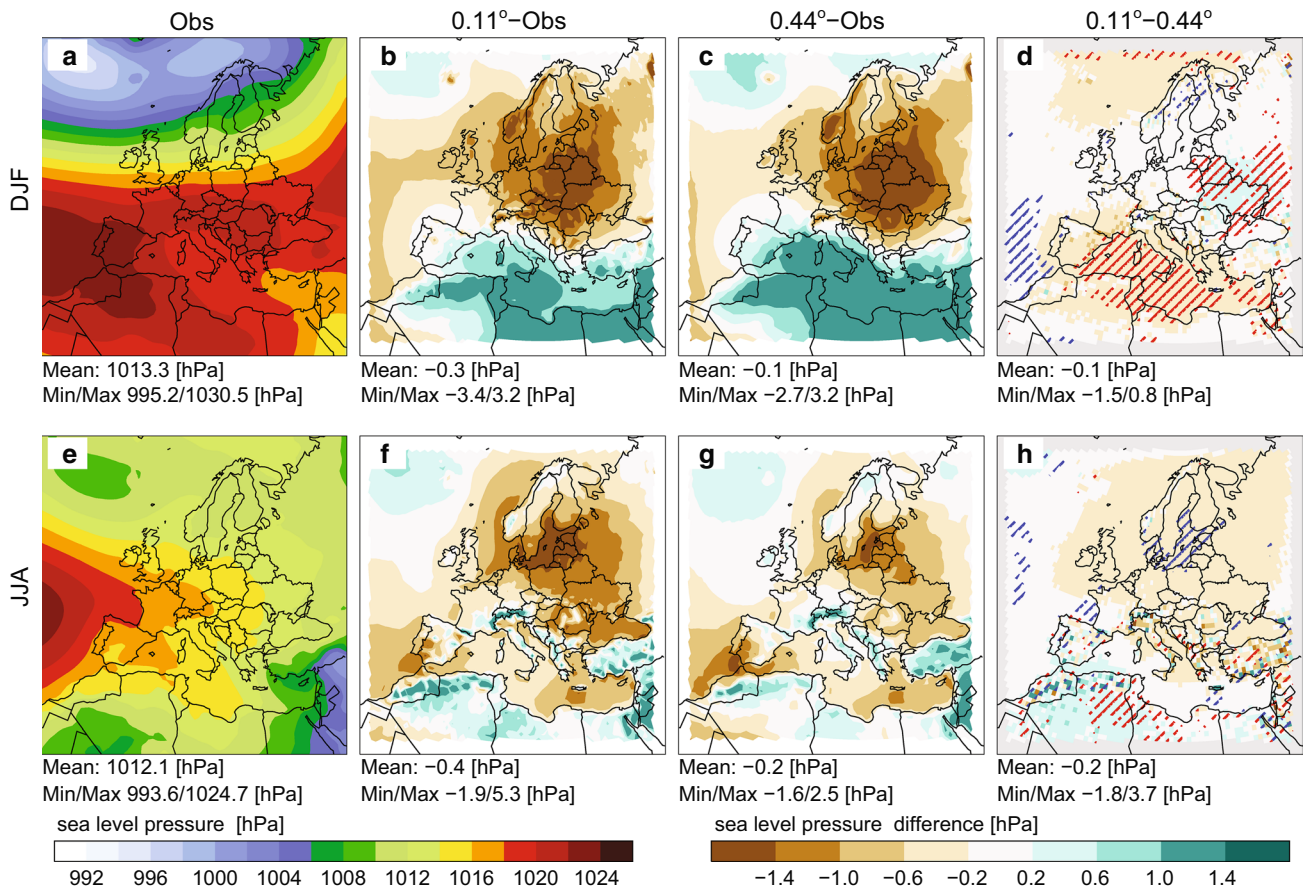 Obs
0.11°−Obs
0.44°−Obs
0.11°−0.44°
DJF
a
b
c
d
Mean: 1013.3 [hPa]
Min/Max 995.2/1030.5 [hPa]
Mean: −0.3 [hPa]
Min/Max −3.4/3.2 [hPa]
Mean: −0.1 [hPa]
Min/Max −2.7/3.2 [hPa]
Mean: −0.1 [hPa]
Min/Max −1.5/0.8 [hPa]
JJA
e
f
g
h
Mean: 1012.1 [hPa]
Min/Max 993.6/1024.7 [hPa]
Mean: −0.4 [hPa]
Min/Max −1.9/5.3 [hPa]
Mean: −0.2 [hPa]
Min/Max −1.6/2.5 [hPa]
Mean: −0.2 [hPa]
Min/Max −1.8/3.7 [hPa]
sea level pressure [hPa]
992 996 1000 1004 1008 1012 1016 1020 1024
sea level pressure difference [hPa]
−1.4 −1.0 −0.6 −0.2 0.2 0.6 1.0 1.4